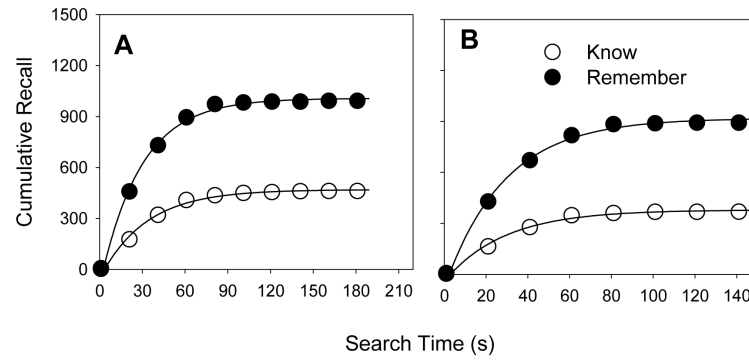 A
B
Know
Remember
Cumulative Recall
1500
1200
900
600
300
0
0 30 60 90 120 150 180 210
0 20 40 60 80 100 120 140
Search Time (s)